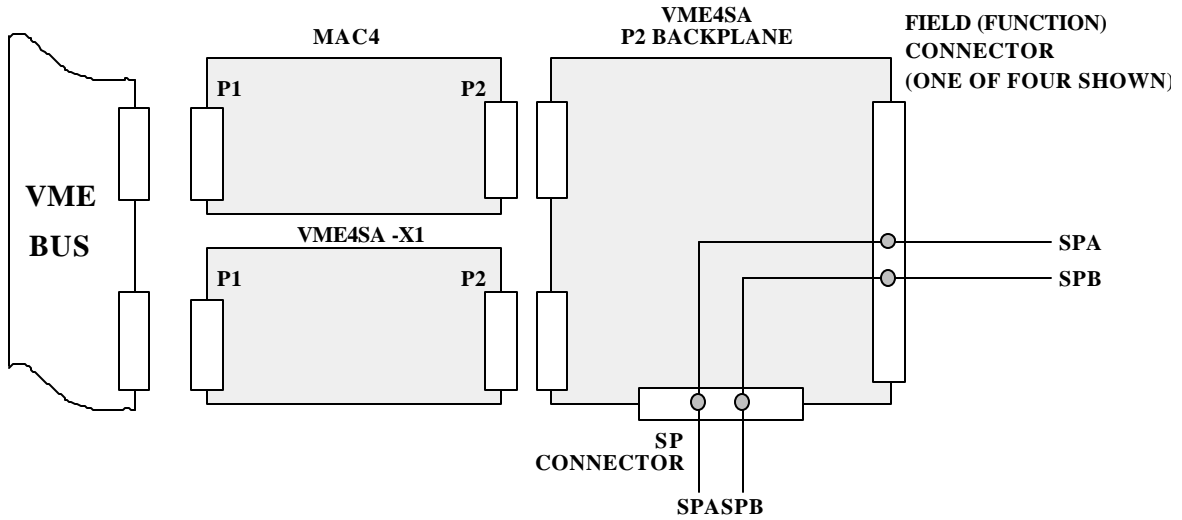 VME4SA
P2 BACKPLANE
FIELD (FUNCTION)
CONNECTOR
(ONE OF FOUR SHOWN)
MAC4
P1
P2
VME
BUS
VME4SA -X1
P1
P2
SPA
SPB
SP
CONNECTOR
SPASPB